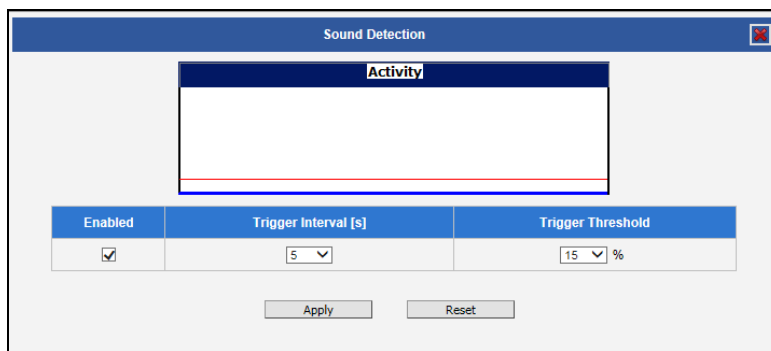 Sound Detection
Activity
Enabled Trigger Interval [s] Trigger Threshold
5 15 %
Apply Reset